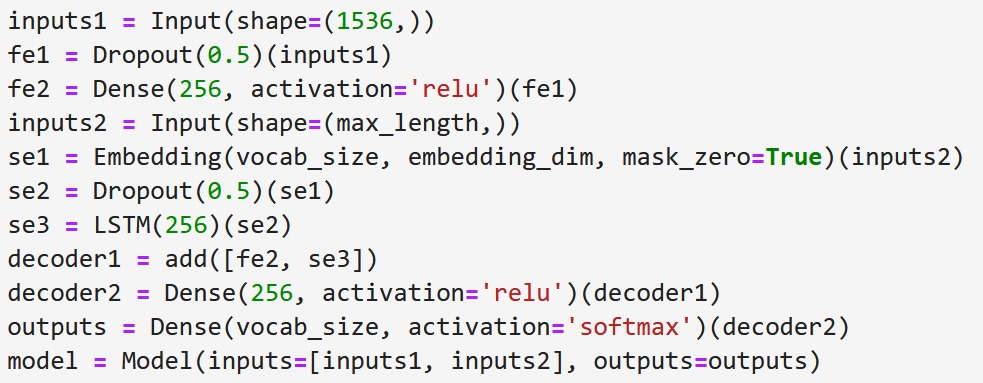 inputs1 = Input(shape=(1536,))
fe1 = Dropout(0.5)(inputs1)
fe2 = Dense(256, activation='relu')(fe1)
inputs2 = Input(shape=(max_length,))
se1 = Embedding(vocab_size, embedding_dim, mask_zero=True)(inputs2)
se2 = Dropout(0.5)(se1)
se3 = LSTM(256)(se2)
decoder1 = add([fe2, se3])
decoder2 = Dense(256, activation='relu')(decoder1)
outputs = Dense(vocab_size, activation='softmax')(decoder2)
model = Model(inputs=[inputs1, inputs2], outputs=outputs)